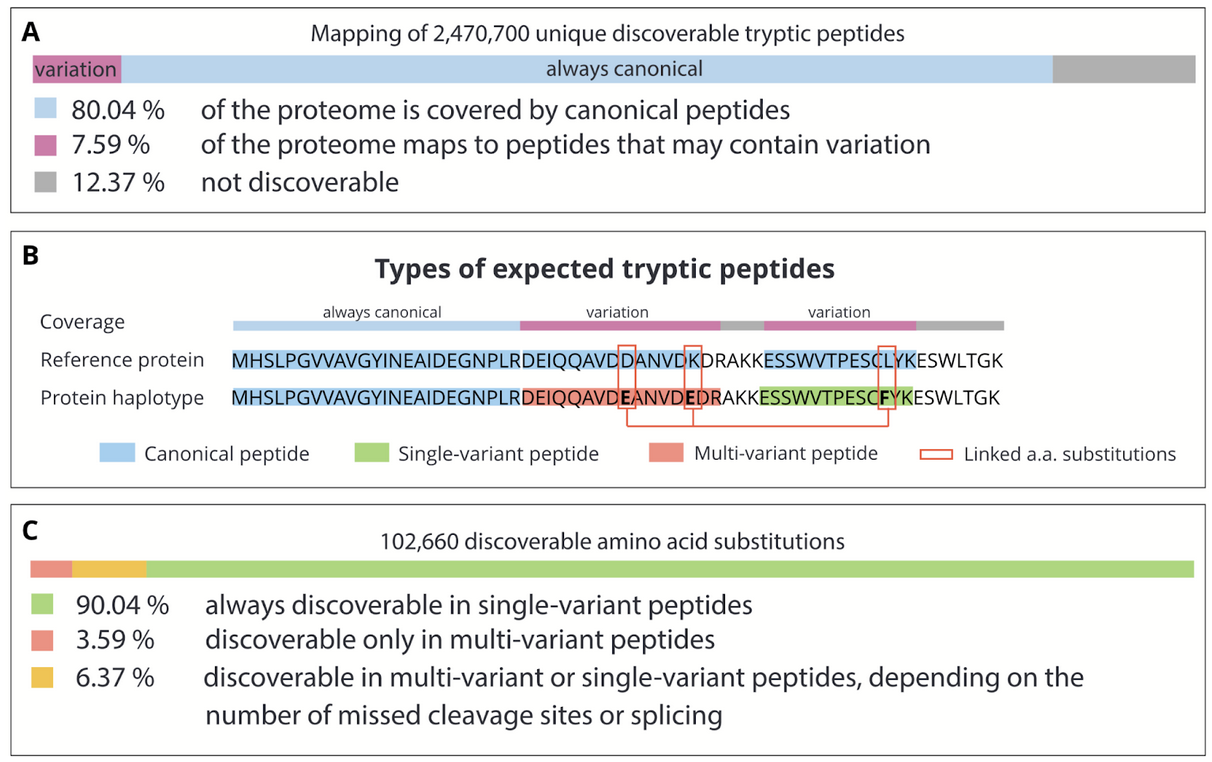 A
Mapping of 2,470,700 unique discoverable tryptic peptides
variation always canonical
80.04 % of the proteome is covered by canonical peptides
7.59 % of the proteome maps to peptides that may contain variation
12.37 % not discoverable
B
Types of expected tryptic peptides
always canonical variation variation
Coverage
Reference protein MHSLPGVVAVGYINEAIDEGNPLRDEIQQAVDDANVDKDRAKKESSWVTPESCLYKESWLTGK
Protein haplotype MHSLPGVVAVGYINEAIDEGNPLRDEIQQAVDEANVDEDRAKKESSWVTPESCFYKESWLTGK
Canonical peptide Single-variant peptide Multi-variant peptide Linked a.a. substitutions
C
102,660 discoverable amino acid substitutions
90.04 % always discoverable in single-variant peptides
3.59 % discoverable only in multi-variant peptides
6.37 % discoverable in multi-variant or single-variant peptides, depending on the
number of missed cleavage sites or splicing